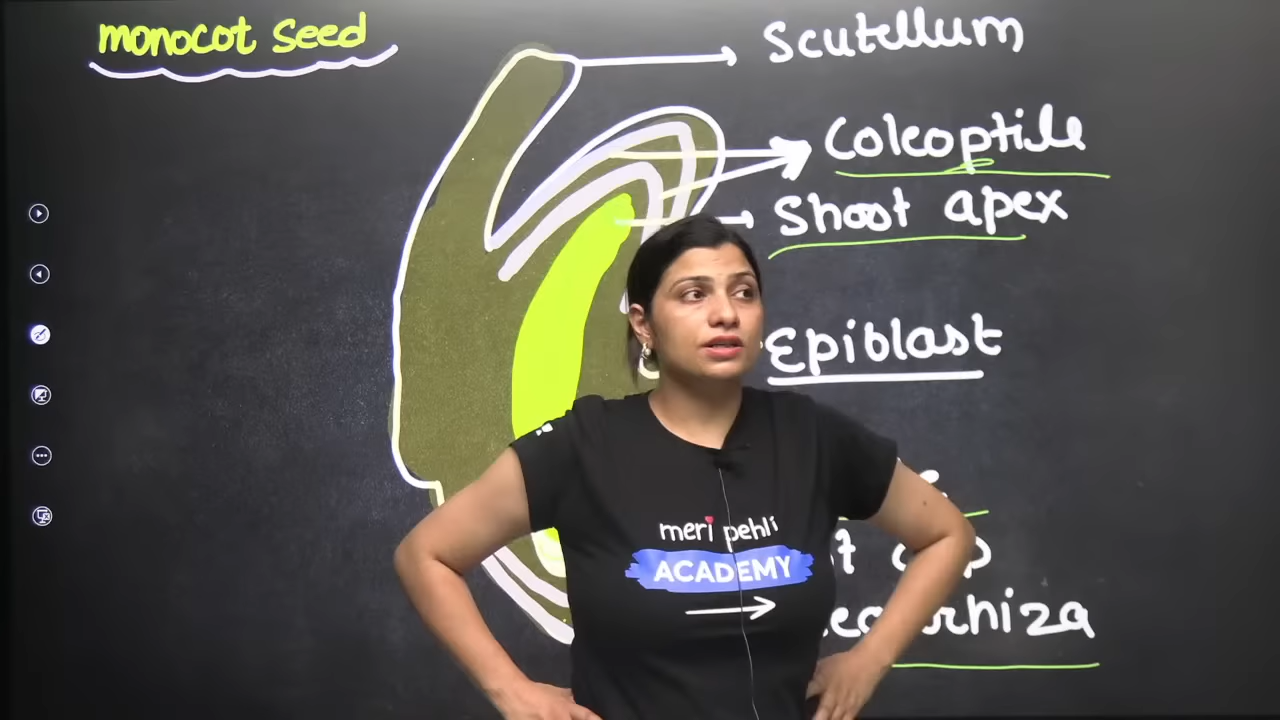 monocot seed
Scutellum
Coleoptile
Shoot apex
Epiblast
meri pehli
ACADEMY